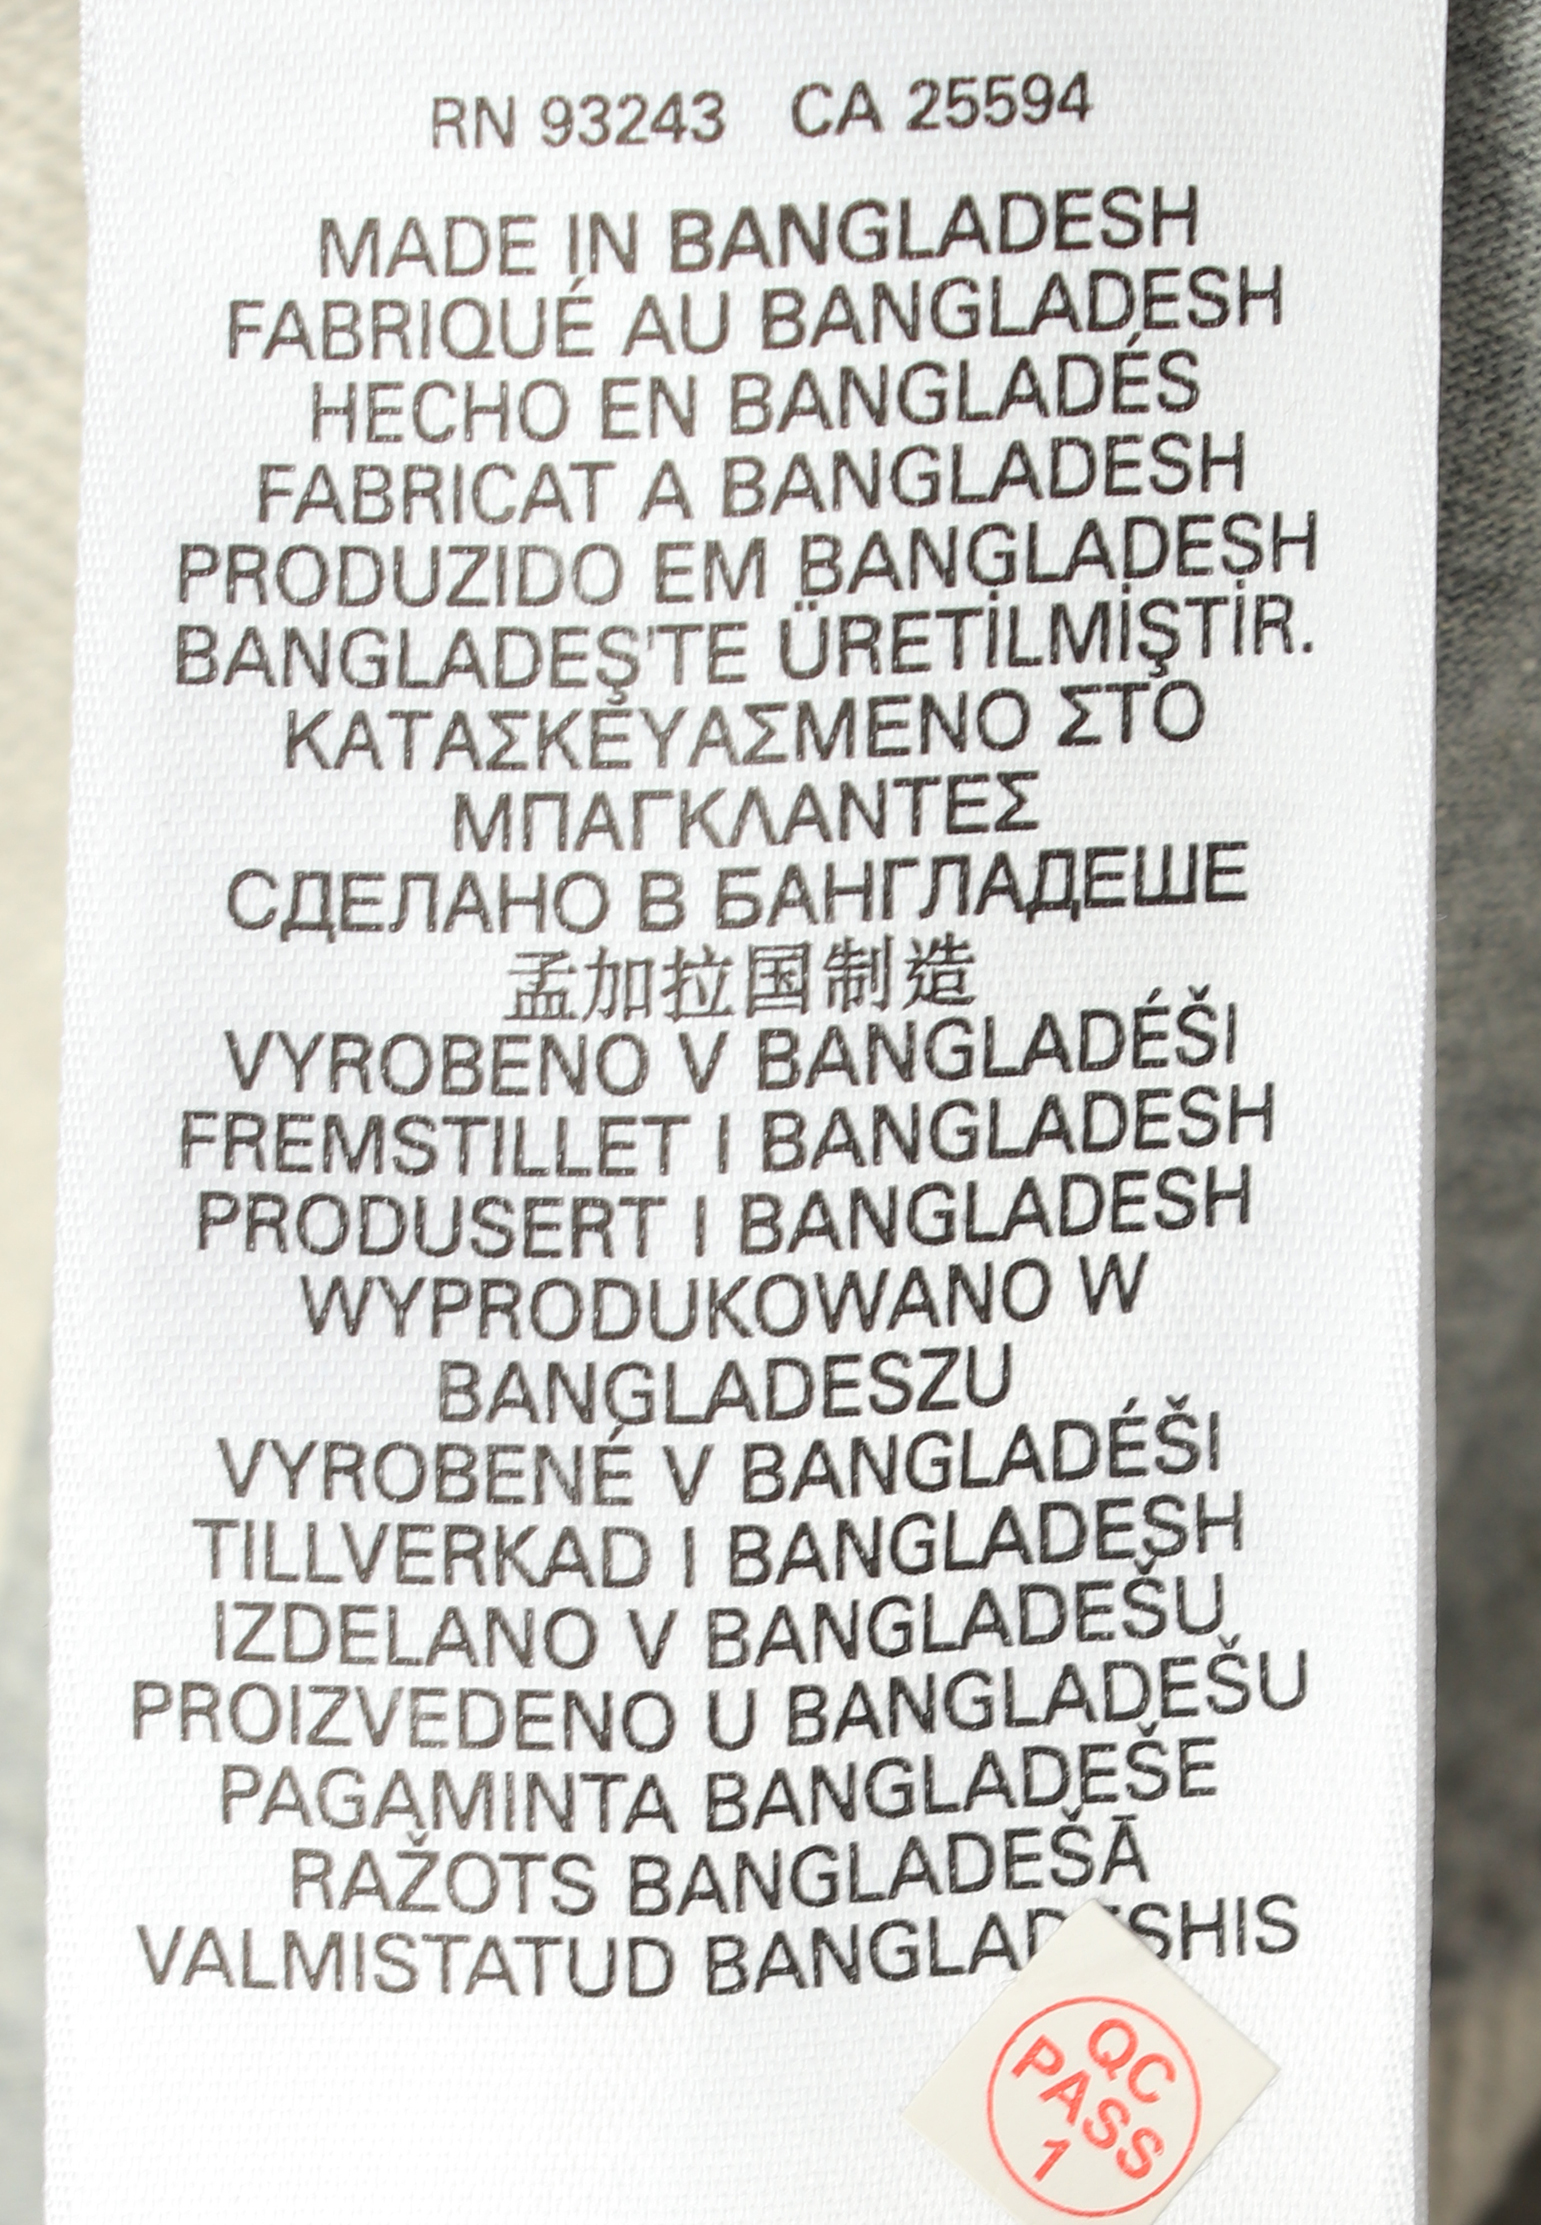 RN 93243 CA 25594
MADE IN BANGLADESH
FABRIQUÉ AU BANGLADESH
HECHO EN BANGLADÉS
FABRICAT A BANGLADESH
PRODUZIDO EM BANGLADESH
BANGLADEŞ'TE ÜRETİLMİŞTİR.
ΚΑΤΑΣΚΕΥΑΣΜΕΝΟ ΣΤΟ
ΜΠΑΓΚΛΑΝΤΕΣ
СДЕЛАНО В БАНГЛАДЕШЕ
孟加拉国制造
VYROBENO V BANGLADÉŠI
FREMSTILLET I BANGLADESH
PRODUSERT I BANGLADESH
WYPRODUKOWANO W
BANGLADESZU
VYROBENÉ V BANGLADÉŠI
TILLVERKAD I BANGLADESH
IZDELANO V BANGLADEŠU
PROIZVEDENO U BANGLADEŠU
PAGAMINTA BANGLADEŠE
RAŽOTS BANGLADEŠĀ
VALMISTATUD BANGLADESHIS
QC
PASS
1